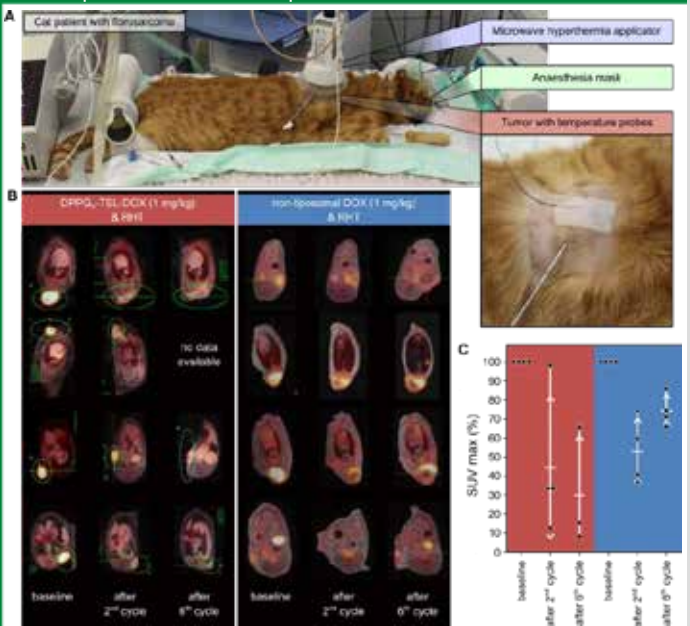 A
Cat patient with fibrosarcoma
Microwave hyperthermia applicator
Anaesthesia mask
Tumor with temperature probes
B
DPPG₂-TSL-DOX (1 mg/kg)
& RHT
non-liposomal DOX (1 mg/kg)
& RHT
no data
available
baseline
after
2nd cycle
after
6th cycle
baseline
after
2nd cycle
after
6th cycle
C
SUV max (%)
100
90
80
70
60
50
40
30
20
10
0
baseline
after 2nd cycle
after 6th cycle
baseline
after 2nd cycle
after 6th cycle